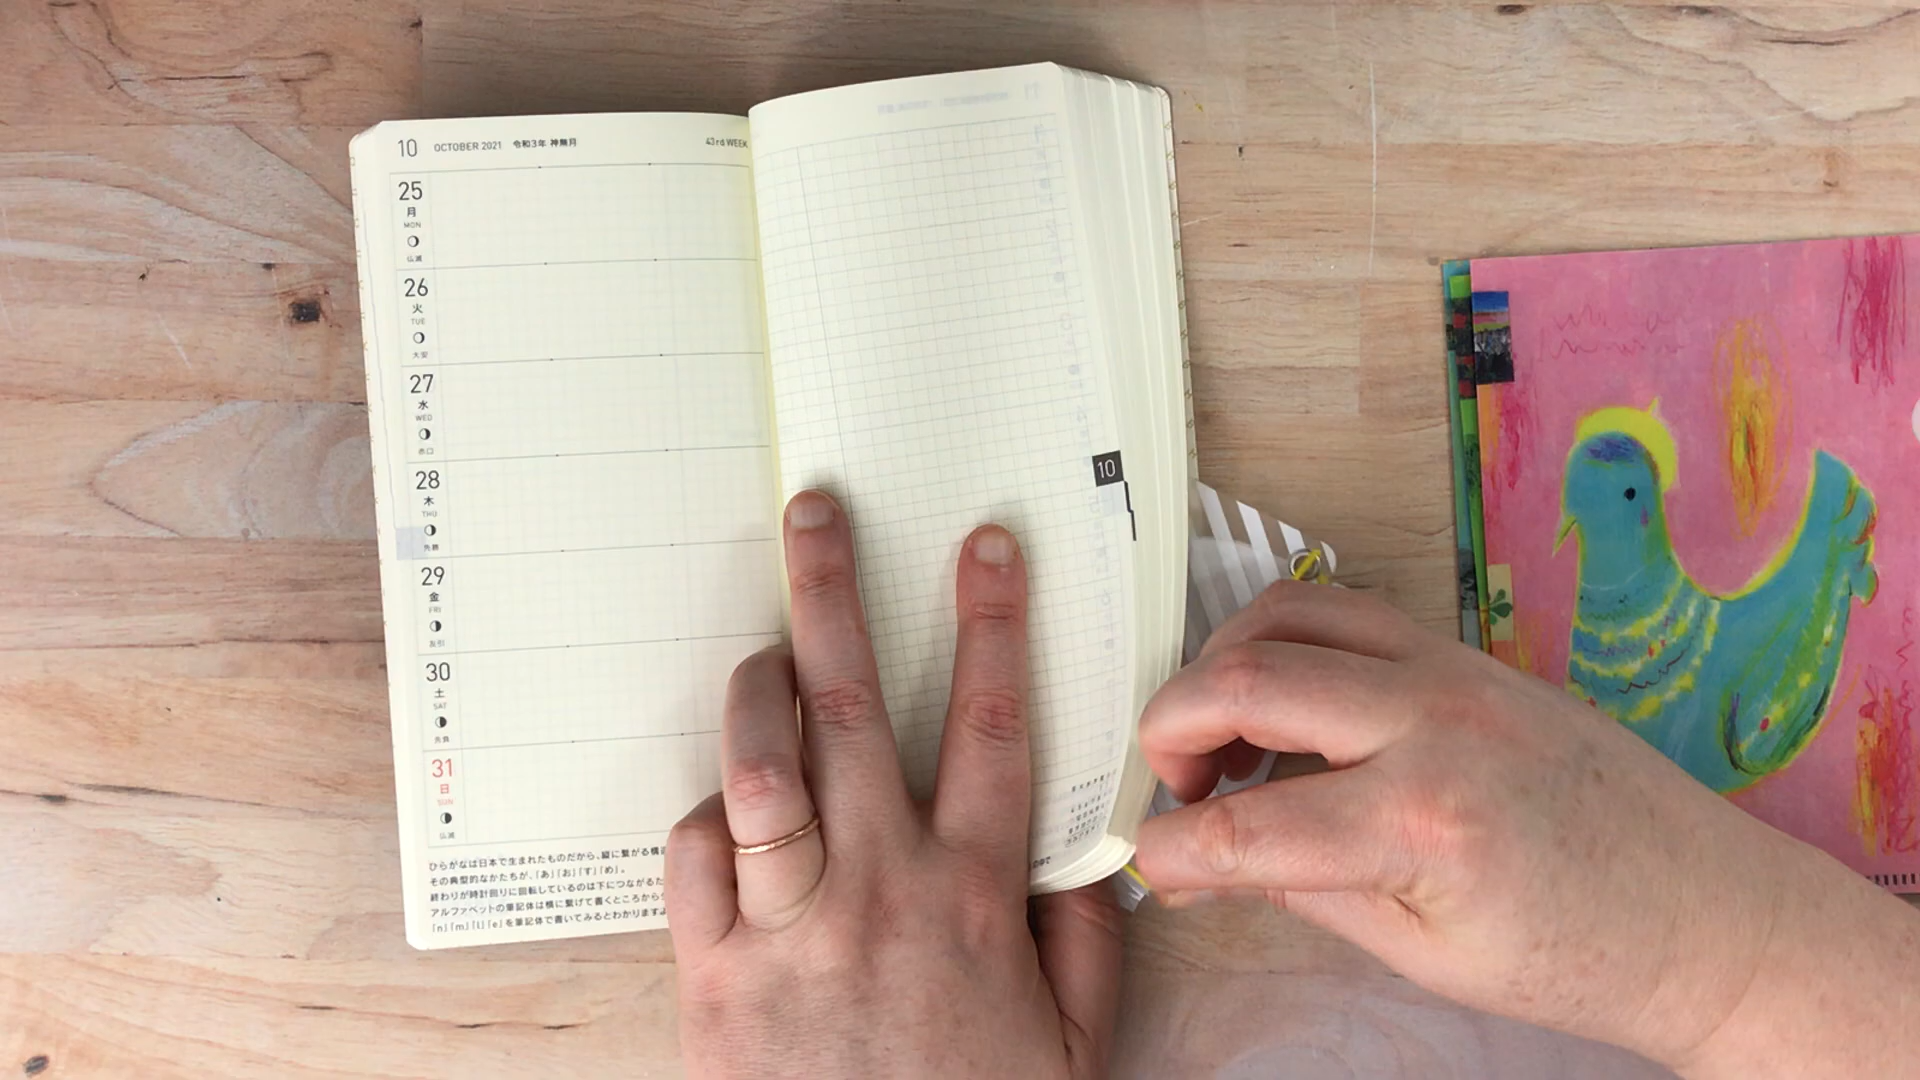 10 OCTOBER 2021 令和3年 神無月 43rd WEEK
25
月
MON
仏滅
26
火
TUE
大安
27
水
WED
赤口
28
木
THU
先勝
29
金
FRI
友引
30
土
SAT
先負
31
日
SUN
仏滅
ひらがなは日本で生まれたものだから、縦に繋がる構造
その典型的なかたちが、「あ」「お」「す」「め」。
終わりが時計回りに回転しているのは下につながるた
アルファベットの筆記体は横に繋げて書くところから
「n」「m」「l」「e」を筆記体で書いてみるとわかりますよ
10